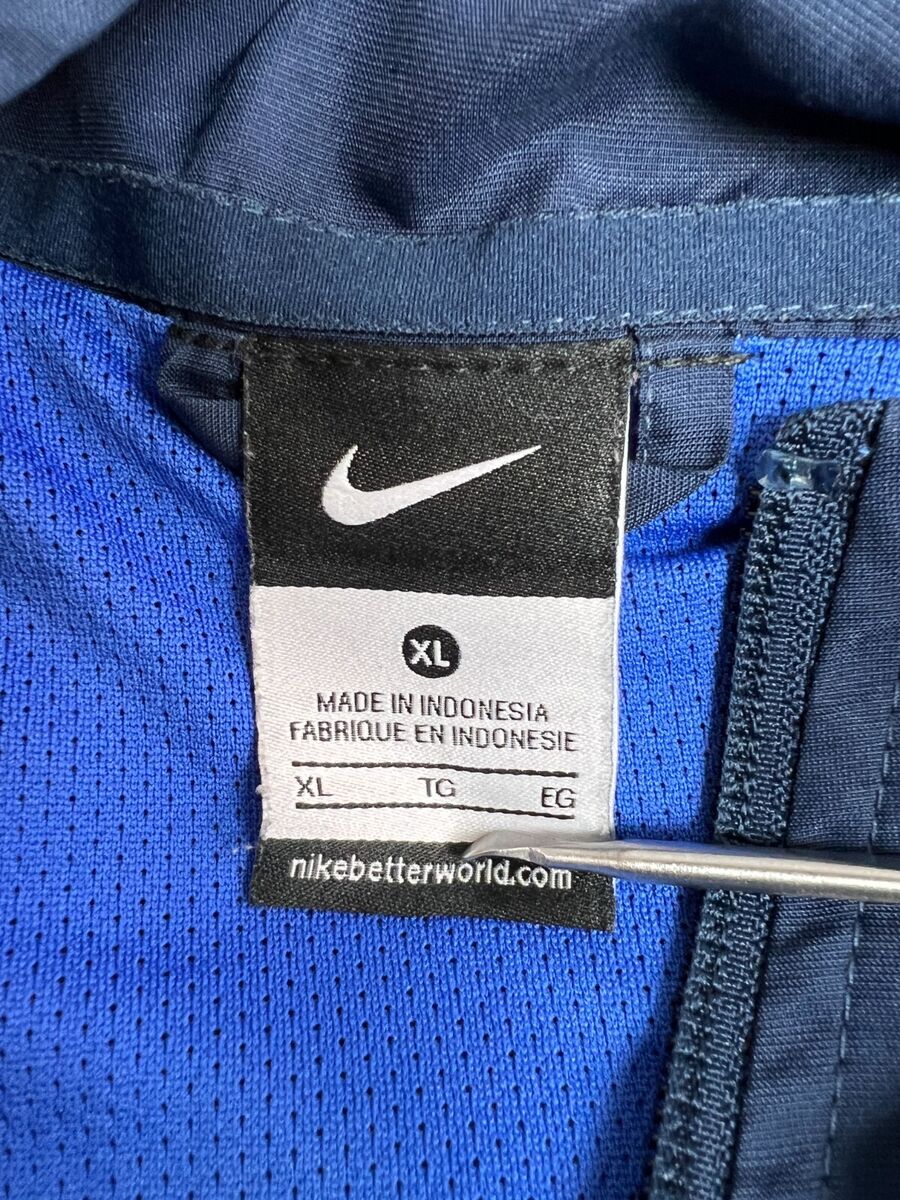 XL
MADE IN INDONESIA
FABRIQUE EN INDONESIE
XL TG EG
nikebetterworld.com